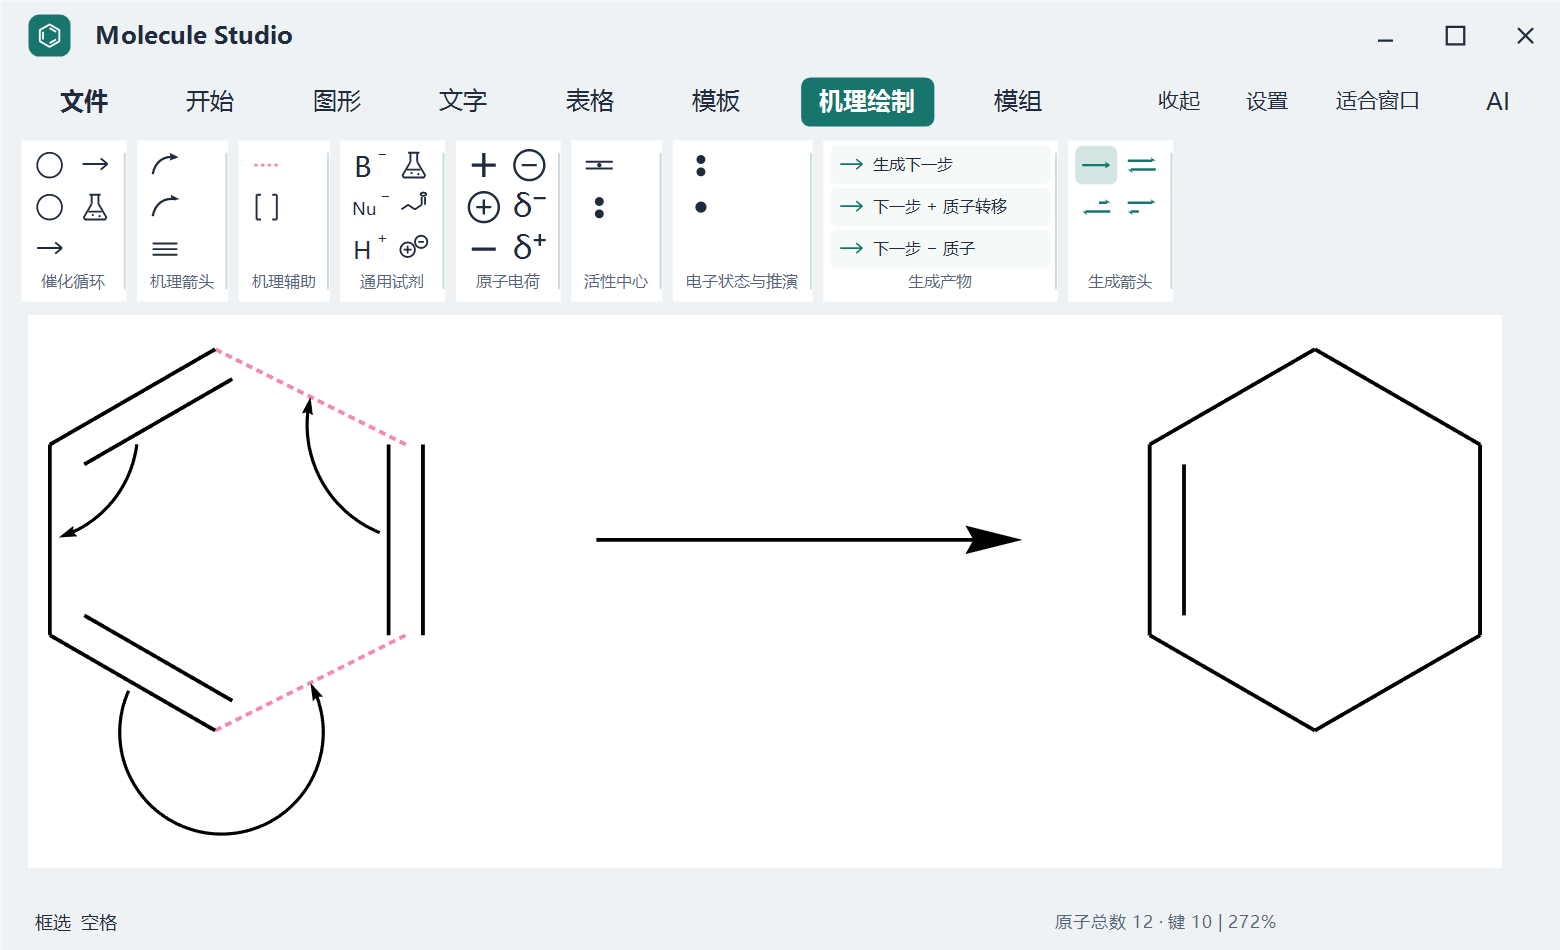 Molecule Studio
文件 开始 图形 文字 表格 模板 机理绘制 模组 收起 设置 适合窗口 AI
B⁻ + − 生成下一步
Nu⁻ + δ⁻ 下一步 + 质子转移
H⁺ − δ⁺ 下一步 − 质子
催化循环 机理箭头 机理辅助 通用试剂 原子电荷 活性中心 电子状态与推演 生成产物 生成箭头
框选 空格 原子总数 12 · 键 10 | 272%